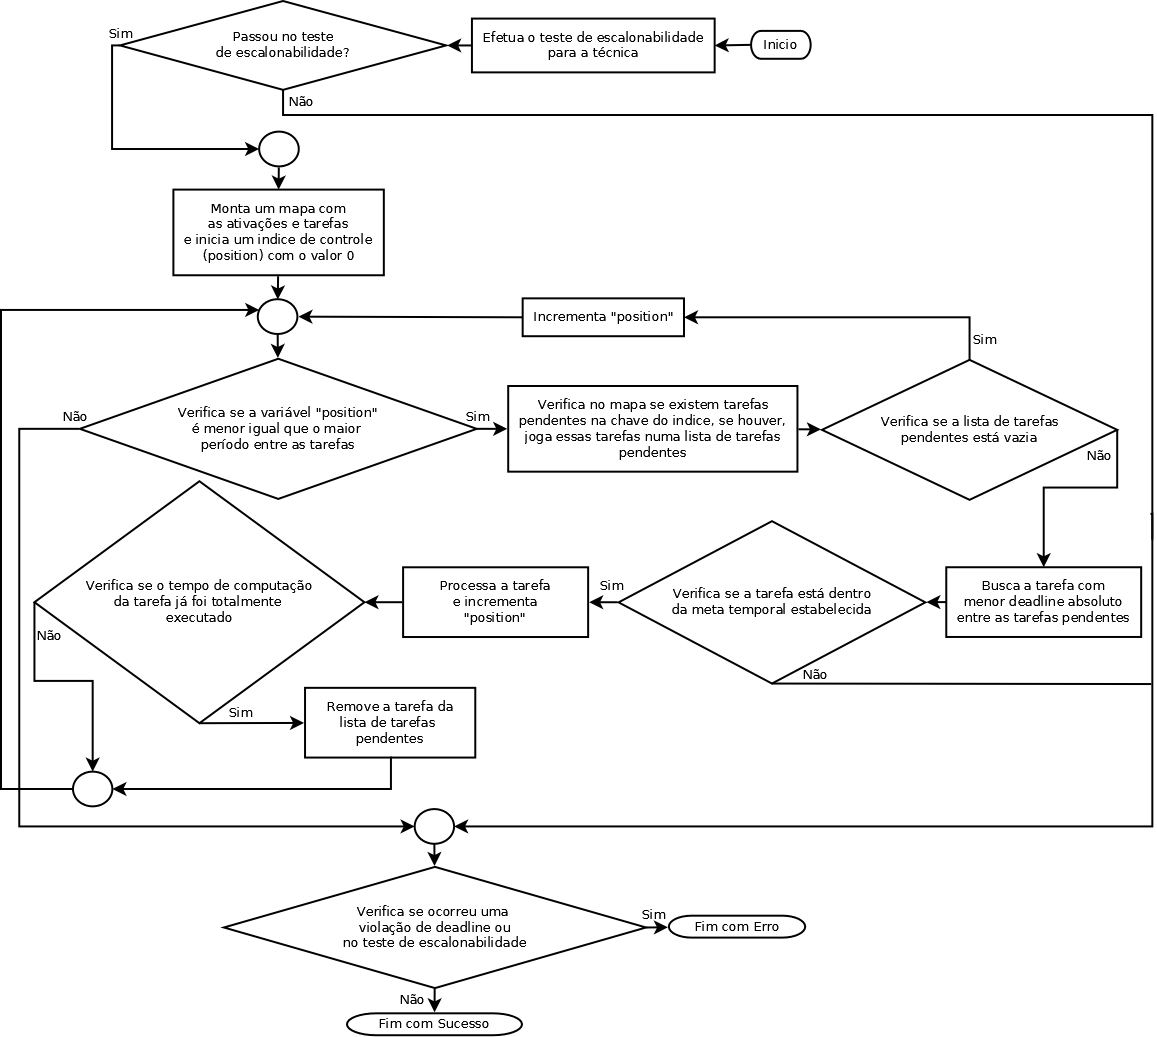 Inicio
Efetua o teste de escalonabilidade
para a técnica
Passou no teste
de escalonabilidade?
Sim
Não
Monta um mapa com
as ativações e tarefas
e inicia um indice de controle
(position) com o valor 0
Incrementa "position"
Sim
Verifica se a variável "position"
é menor igual que o maior
período entre as tarefas
Não
Sim
Verifica no mapa se existem tarefas
pendentes na chave do indice, se houver,
joga essas tarefas numa lista de tarefas
pendentes
Verifica se a lista de tarefas
pendentes está vazia
Não
Busca a tarefa com
menor deadline absoluto
entre as tarefas pendentes
Verifica se a tarefa está dentro
da meta temporal estabelecida
Sim
Não
Processa a tarefa
e incrementa
"position"
Verifica se o tempo de computação
da tarefa já foi totalmente
executado
Não
Sim
Remove a tarefa da
lista de tarefas
pendentes
Verifica se ocorreu uma
violação de deadline ou
no teste de escalonabilidade
Sim
Fim com Erro
Não
Fim com Sucesso